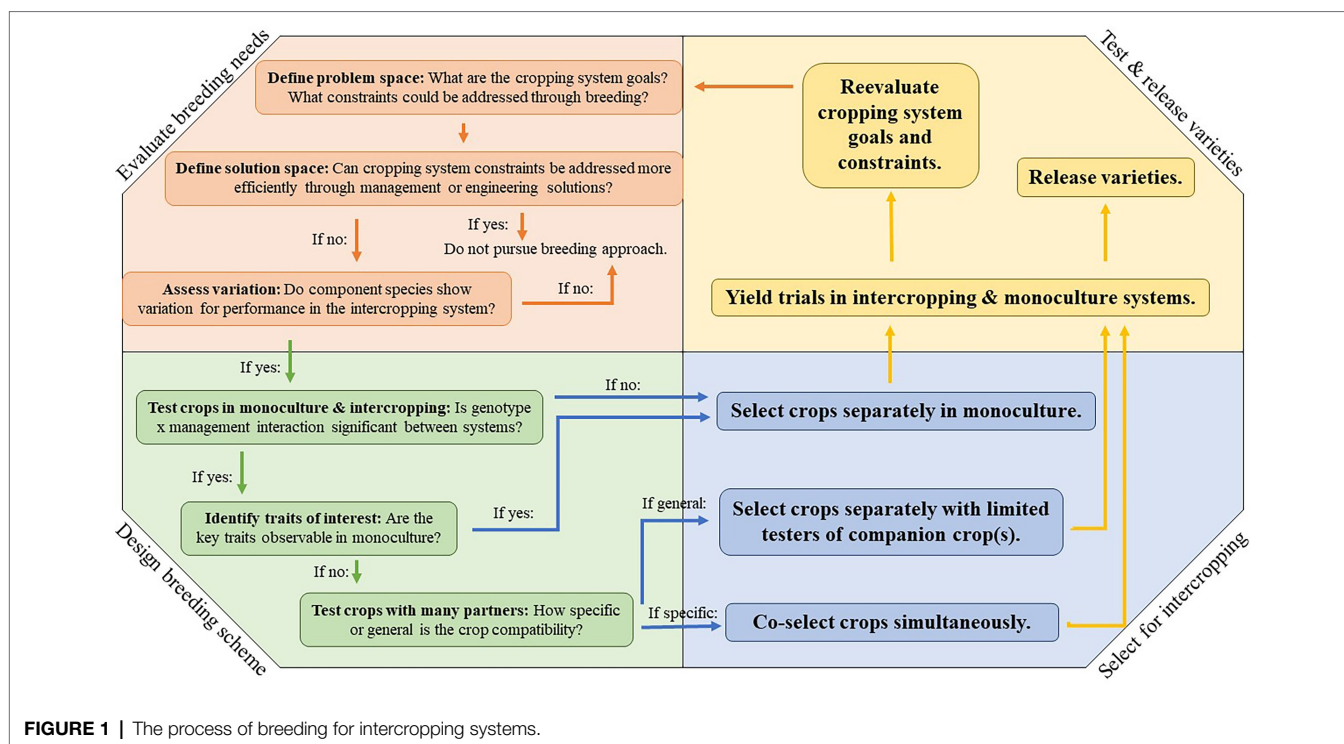 Evaluate breeding needs
Define problem space: What are the cropping system goals?
What constraints could be addressed through breeding?
Define solution space: Can cropping system constraints be addressed more
efficiently through management or engineering solutions?
If no:
If yes:
Do not pursue breeding approach.
Assess variation: Do component species show
variation for performance in the intercropping system?
If no:
Test & release varieties
Reevaluate
cropping system
goals and
constraints.
Release varieties.
Yield trials in intercropping & monoculture systems.
Design breeding scheme
If yes:
Test crops in monoculture & intercropping: Is genotype
x management interaction significant between systems?
If no:
If yes:
Identify traits of interest: Are the
key traits observable in monoculture?
If yes:
If no:
Test crops with many partners: How specific
or general is the crop compatibility?
If general:
If specific:
Select for intercropping
Select crops separately in monoculture.
Select crops separately with limited
testers of companion crop(s).
Co-select crops simultaneously.
FIGURE 1 | The process of breeding for intercropping systems.